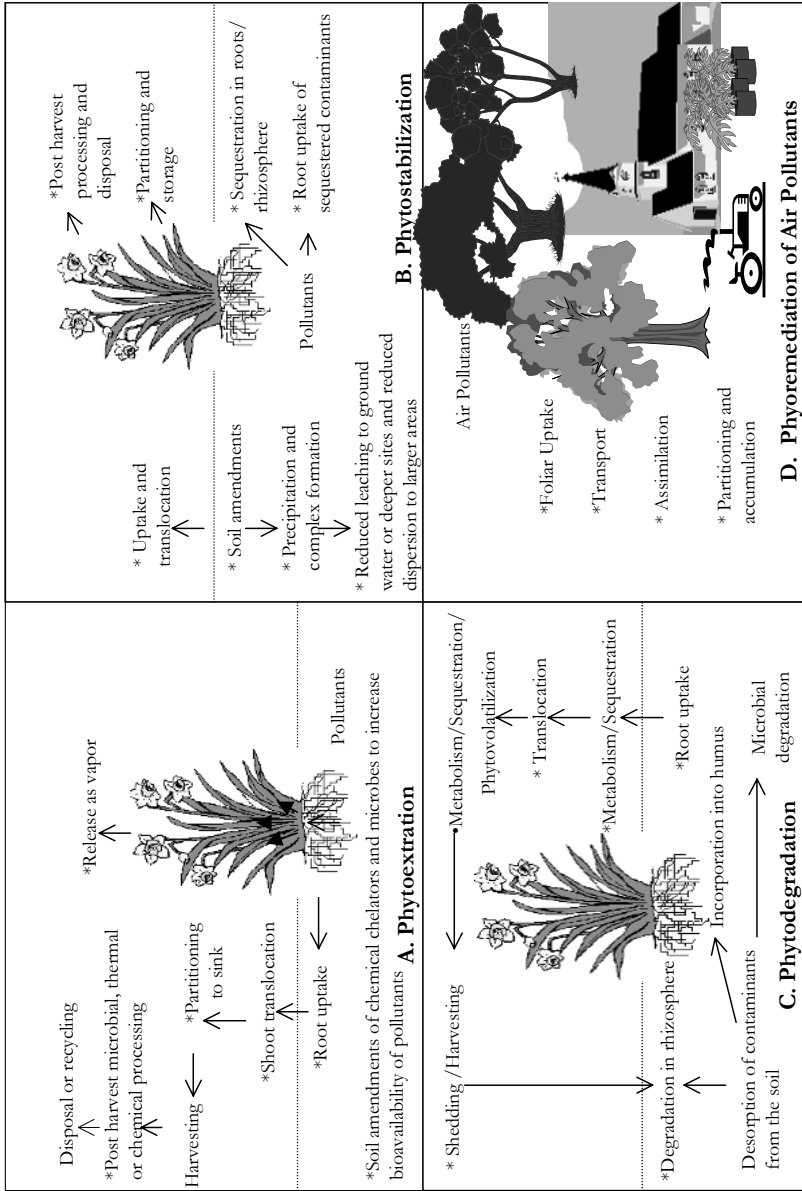 Disposal or recycling
*Post harvest microbial, thermal
or chemical processing
Harvesting
*Partitioning
to sink
*Shoot translocation
*Root uptake
*Release as vapor
Pollutants
*Soil amendments of chemical chelators and microbes to increase
bioavailability of pollutants
A. Phytoextration
* Uptake and
translocation
*Post harvest
processing and
disposal
*Partitioning and
storage
* Soil amendments
* Precipitation and
complex formation
* Reduced leaching to ground
water or deeper sites and reduced
dispersion to larger areas
* Sequestration in roots/
rhizosphere
* Root uptake of
sequestered contaminants
Pollutants
B. Phytostabilization
* Shedding /Harvesting
Metabolism/Sequestration/
Phytovolatilization
* Translocation
*Metabolism/Sequestration
*Root uptake
*Degradation in rhizosphere
Incorporation into humus
Desorption of contaminants
from the soil
Microbial
degradation
C. Phytodegradation
Air Pollutants
*Foliar Uptake
*Transport
* Assimilation
* Partitioning and
accumulation
D. Phyoremediation of Air Pollutants